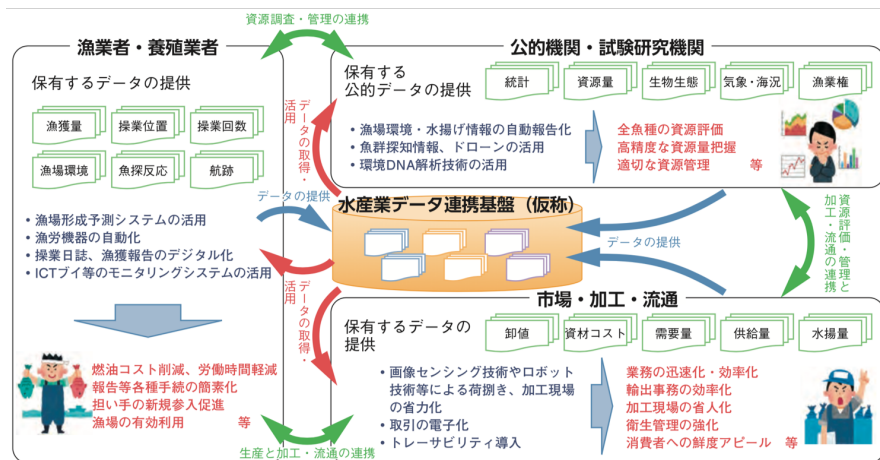 資源調査・管理の連携
漁業者・養殖業者
保有するデータの提供
漁獲量
操業位置
操業回数
漁場環境
魚探反応
航跡
・漁場形成予測システムの活用
・漁労機器の自動化
・操業日誌、漁獲報告のデジタル化
・ICTブイ等のモニタリングシステムの活用
燃油コスト削減、労働時間軽減
報告等各種手続の簡素化
担い手の新規参入促進
漁場の有効利用 等
データの取得・
活用
データの提供
水産業データ連携基盤（仮称）
データの提供
データの取得・
活用
公的機関・試験研究機関
保有する
公的データの提供
統計
資源量
生物生態
気象・海況
漁業権
・漁場環境・水揚げ情報の自動報告化
・魚群探知情報、ドローンの活用
・環境DNA解析技術の活用
全魚種の資源評価
高精度な資源量把握
適切な資源管理 等
資源評価・管理と
加工・流通の連携
市場・加工・流通
保有するデータの
提供
卸値
資材コスト
需要量
供給量
水揚量
・画像センシング技術やロボット
技術等による荷捌き、加工現場
の省力化
・取引の電子化
・トレーサビリティ導入
業務の迅速化・効率化
輸出事務の効率化
加工現場の省人化
衛生管理の強化
消費者への鮮度アピール 等
生産と加工・流通の連携